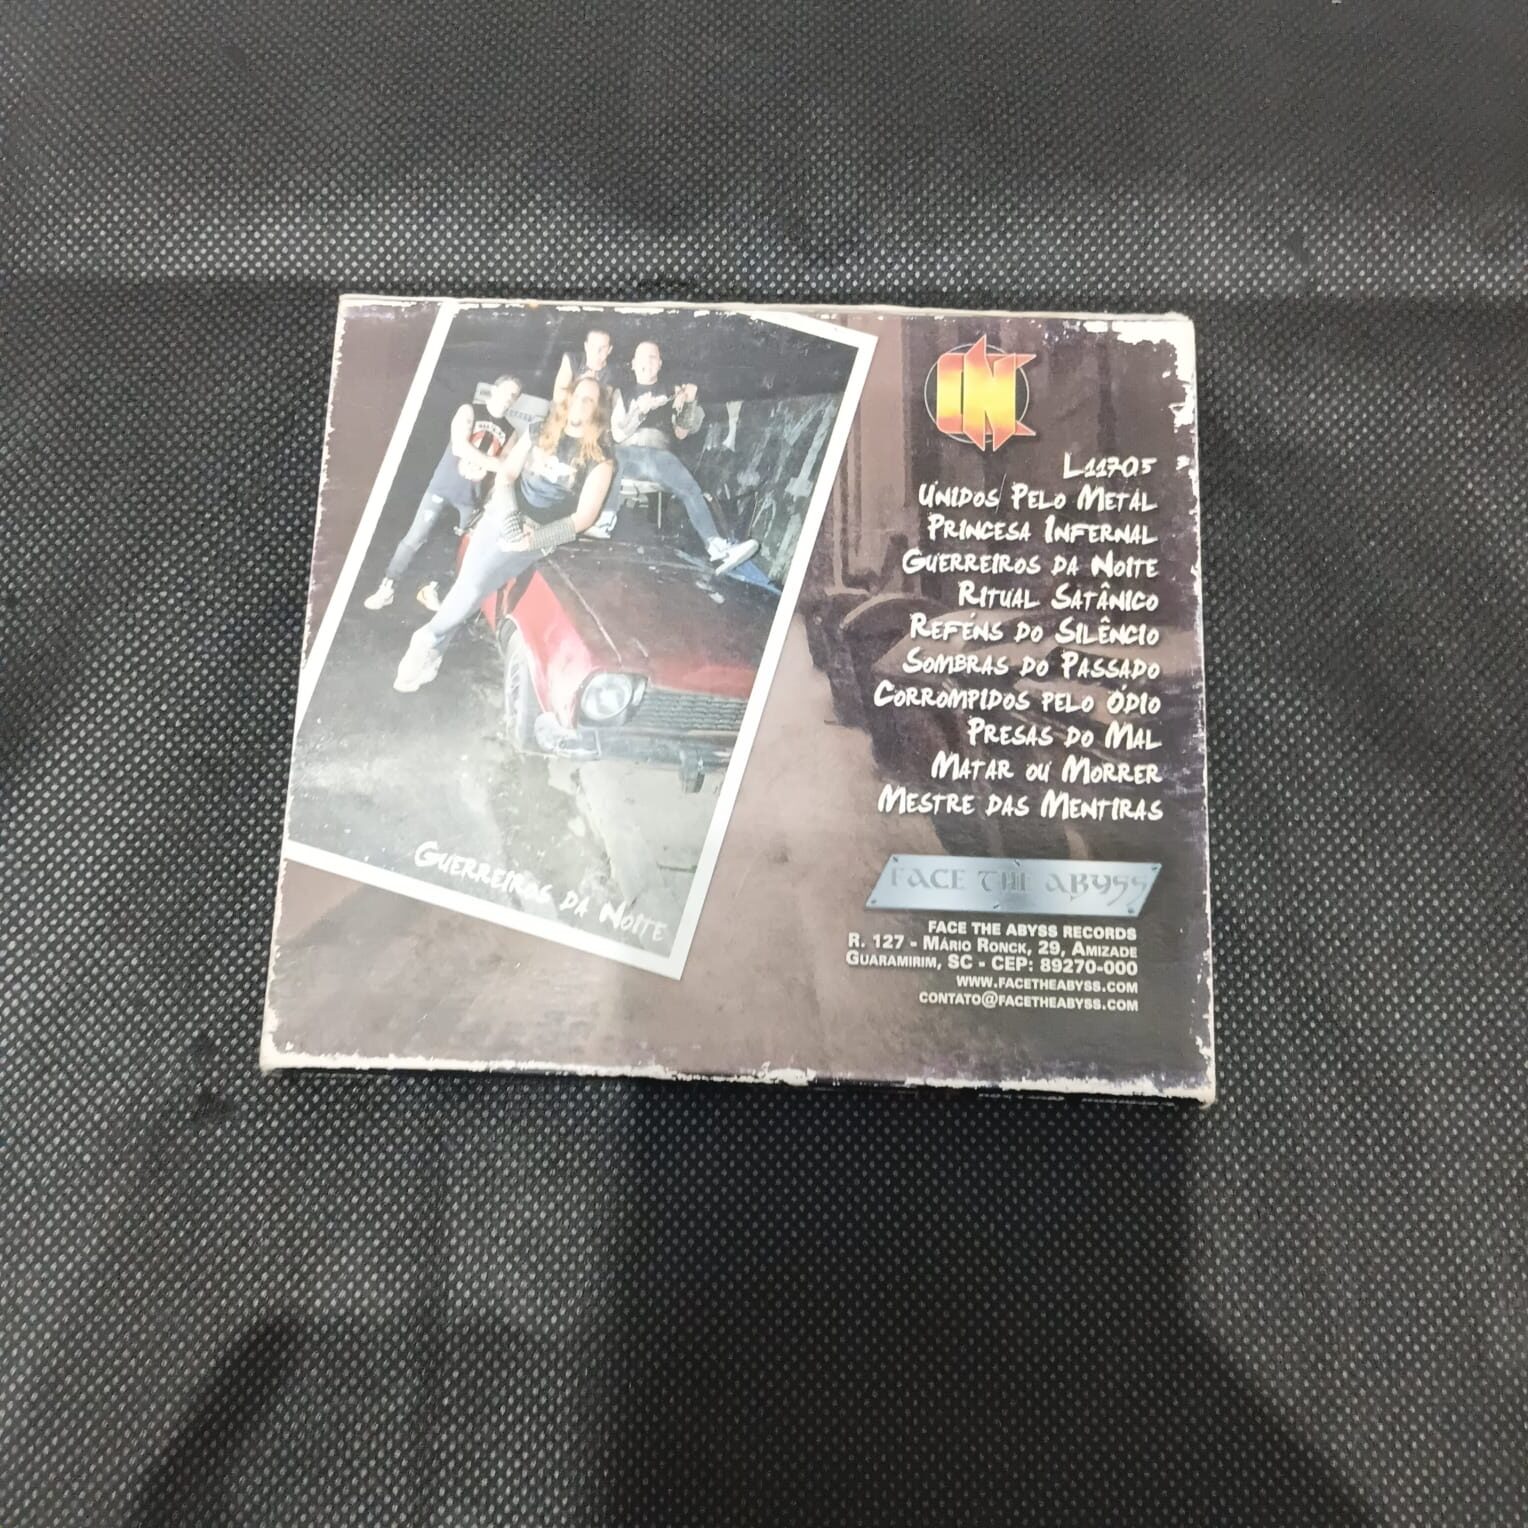 L11705
Unidos Pelo Metal
Princesa Infernal
Guerreiros da Noite
Ritual Satânico
Reféns do Silêncio
Sombras do Passado
Corrompidos pelo Ódio
Presas do Mal
Matar ou Morrer
Mestre das Mentiras
Guerreiros da Noite
FACE THE ABYSS
FACE THE ABYSS RECORDS
R. 127 - Mário Ronck, 29, Amizade
Guaramirim, SC - CEP: 89270-000
www.facetheabyss.com
contato@facetheabyss.com